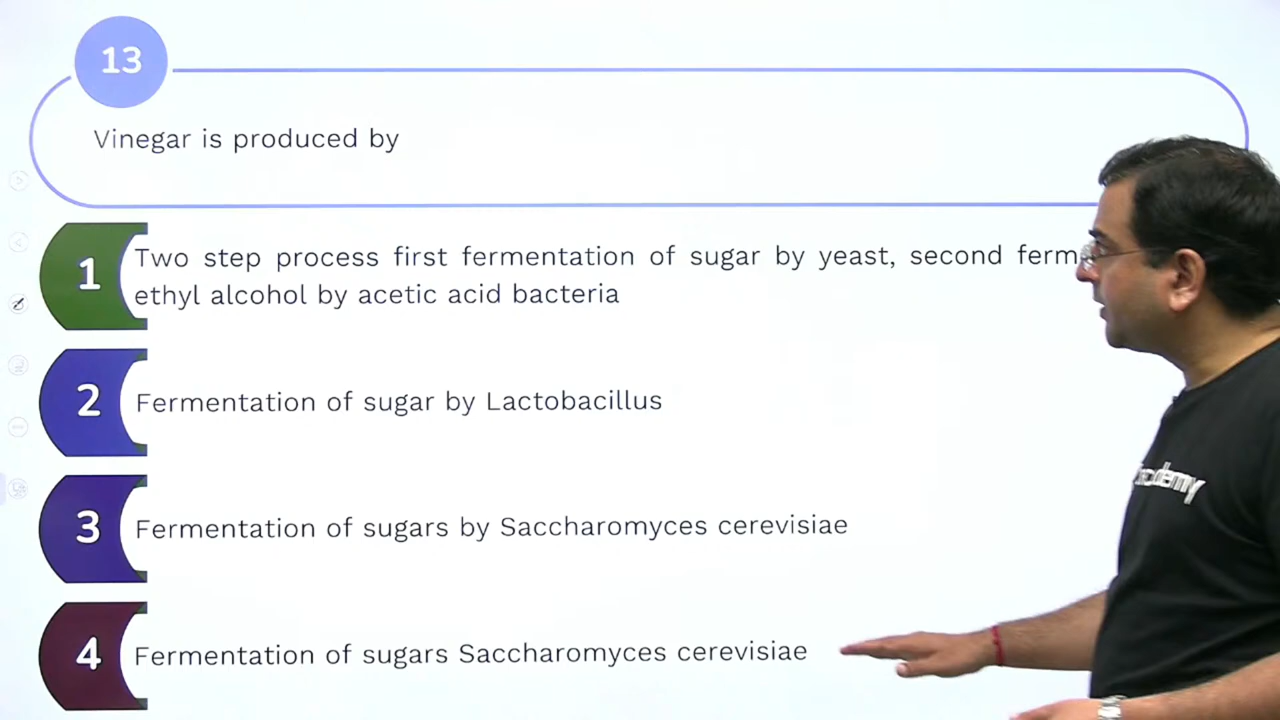 13
Vinegar is produced by
1
Two step process first fermentation of sugar by yeast, second
ethyl alcohol by acetic acid bacteria
2
Fermentation of sugar by Lactobacillus
3
Fermentation of sugars by Saccharomyces cerevisiae
4
Fermentation of sugars Saccharomyces cerevisiae